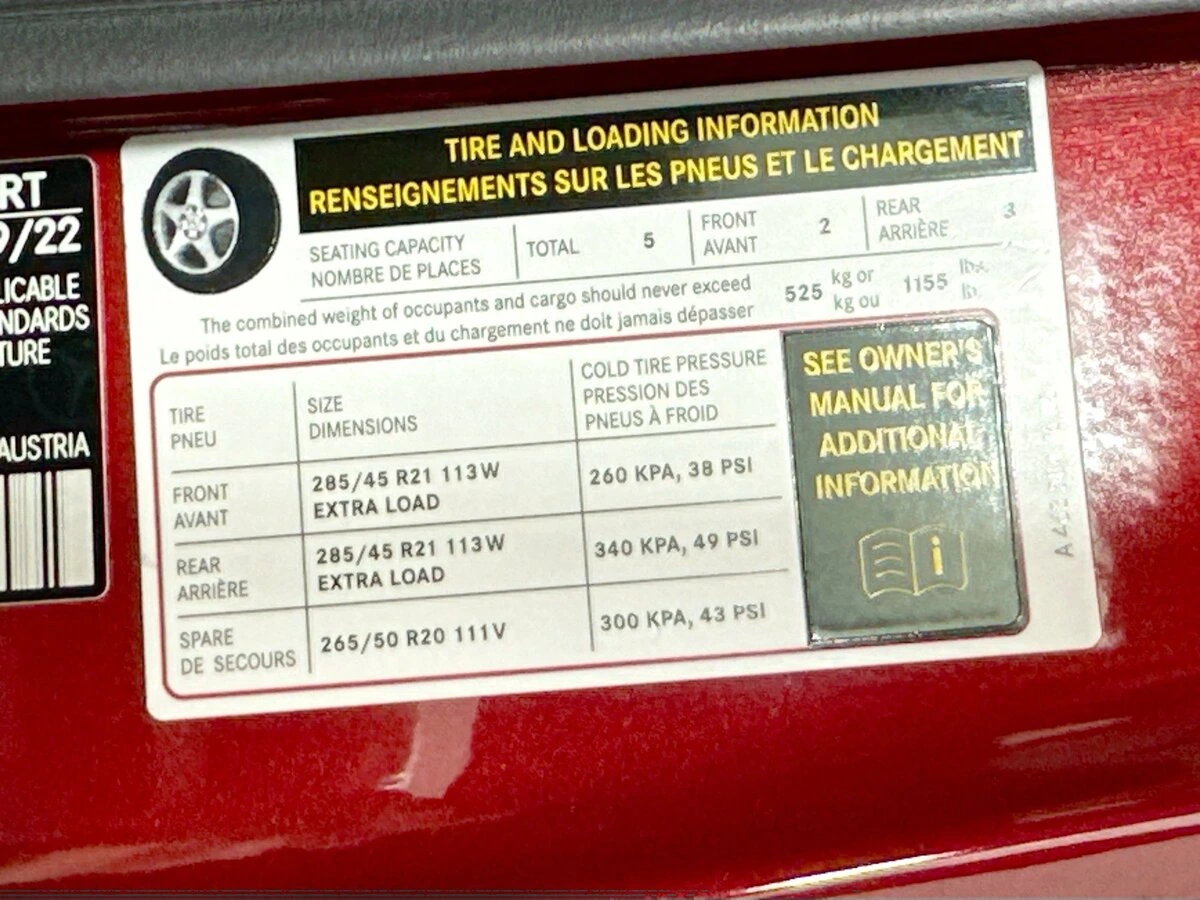 RT
9/22
LICABLE
NDARDS
TURE
AUSTRIA
TIRE AND LOADING INFORMATION
RENSEIGNEMENTS SUR LES PNEUS ET LE CHARGEMENT
SEATING CAPACITY
NOMBRE DE PLACES
TOTAL 5
FRONT
AVANT
2
REAR
ARRIÈRE
3
The combined weight of occupants and cargo should never exceed
Le poids total des occupants et du chargement ne doit jamais dépasser
525
kg or
kg ou
1155
lbs.
lb.
TIRE
PNEU
SIZE
DIMENSIONS
COLD TIRE PRESSURE
PRESSION DES
PNEUS À FROID
FRONT
AVANT
285/45 R21 113W
EXTRA LOAD
260 KPA, 38 PSI
REAR
ARRIÈRE
285/45 R21 113W
EXTRA LOAD
340 KPA, 49 PSI
SPARE
DE SECOURS
265/50 R20 111V
300 KPA, 43 PSI
SEE OWNER'S
MANUAL FOR
ADDITIONAL
INFORMATION